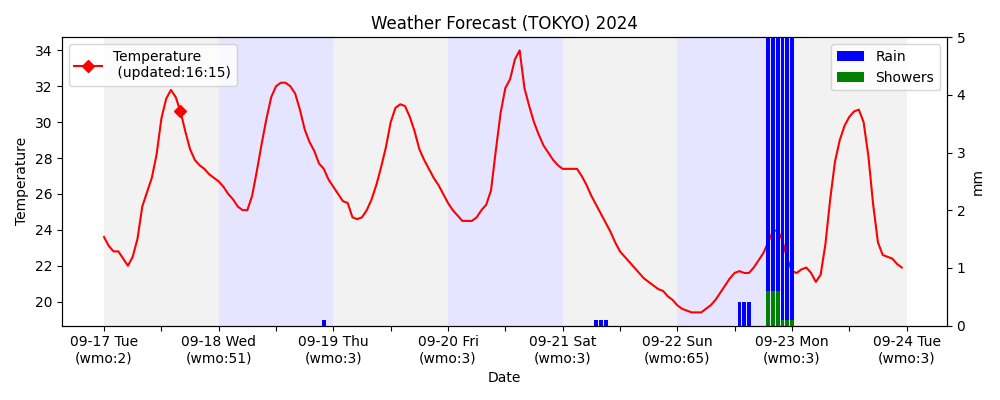 Weather Forecast (TOKYO) 2024
Temperature
(updated:16:15)
Rain
Showers
34
32
30
28
26
24
22
20
Temperature
5
4
3
2
1
0
mm
09-17 Tue
(wmo:2)
09-18 Wed
(wmo:51)
09-19 Thu
(wmo:3)
09-20 Fri
(wmo:3)
09-21 Sat
(wmo:3)
09-22 Sun
(wmo:65)
09-23 Mon
(wmo:3)
09-24 Tue
(wmo:3)
Date